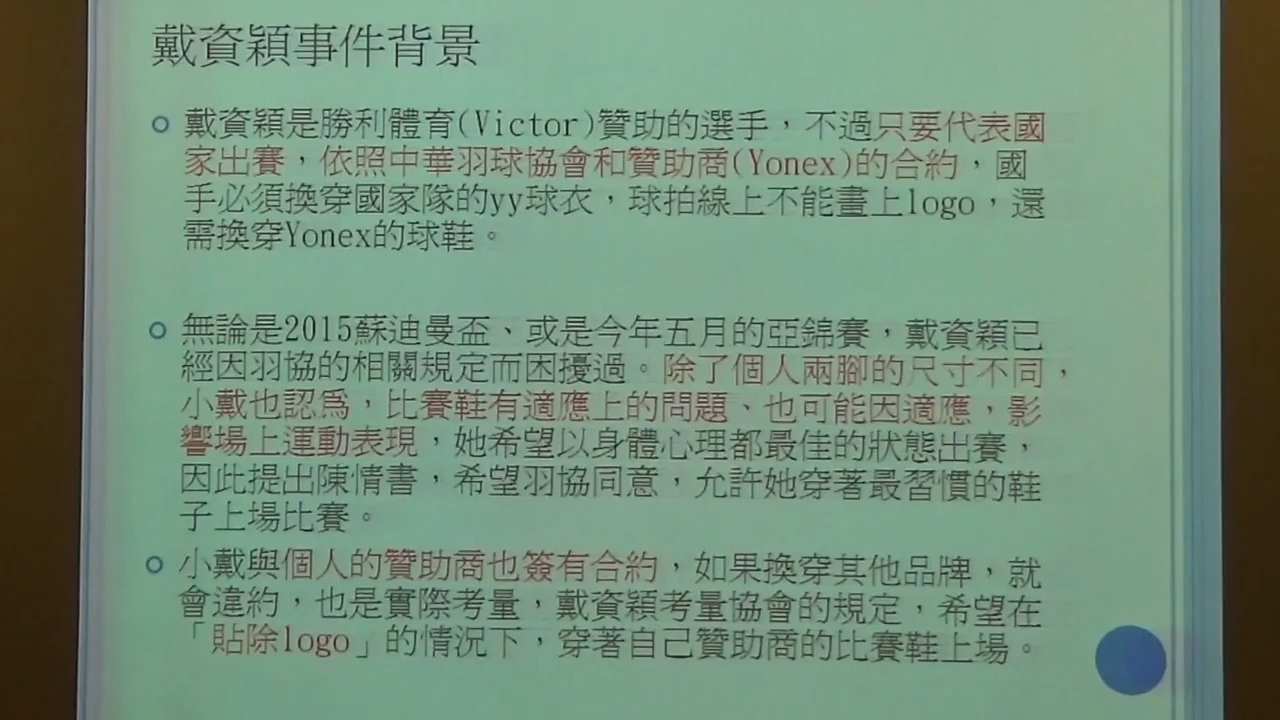 戴資穎事件背景
戴資穎是勝利體育(Victor)贊助的選手，不過只要代表國
家出賽，依照中華羽球協會和贊助商(Yonex)的合約，國
手必須換穿國家隊的yy球衣，球拍線上不能畫上logo，還
需換穿Yonex的球鞋。
無論是2015蘇迪曼盃、或是今年五月的亞錦賽，戴資穎已
經因羽協的相關規定而困擾過。除了個人兩腳的尺寸不同，
小戴也認為，比賽鞋有適應上的問題、也可能因適應，影
響場上運動表現，她希望以身體心理都最佳的狀態出賽，
因此提出陳情書，希望羽協同意，允許她穿著最習慣的鞋
子上場比賽。
小戴與個人的贊助商也簽有合約，如果換穿其他品牌，就
會違約，也是實際考量，戴資穎考量協會的規定，希望在
「貼除logo」的情況下，穿著自己贊助商的比賽鞋上場。